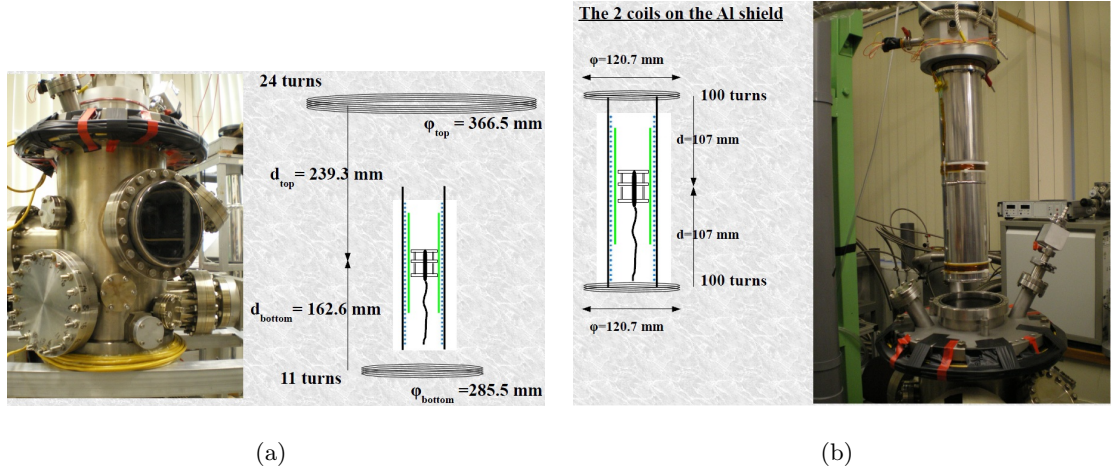 24 turns
φtop = 366.5 mm
dtop = 239.3 mm
dbottom = 162.6 mm
11 turns
φbottom =285.5 mm
(a)
The 2 coils on the Al shield
φ=120.7 mm
100 turns
d=107 mm
d=107 mm
100 turns
φ=120.7 mm
(b)